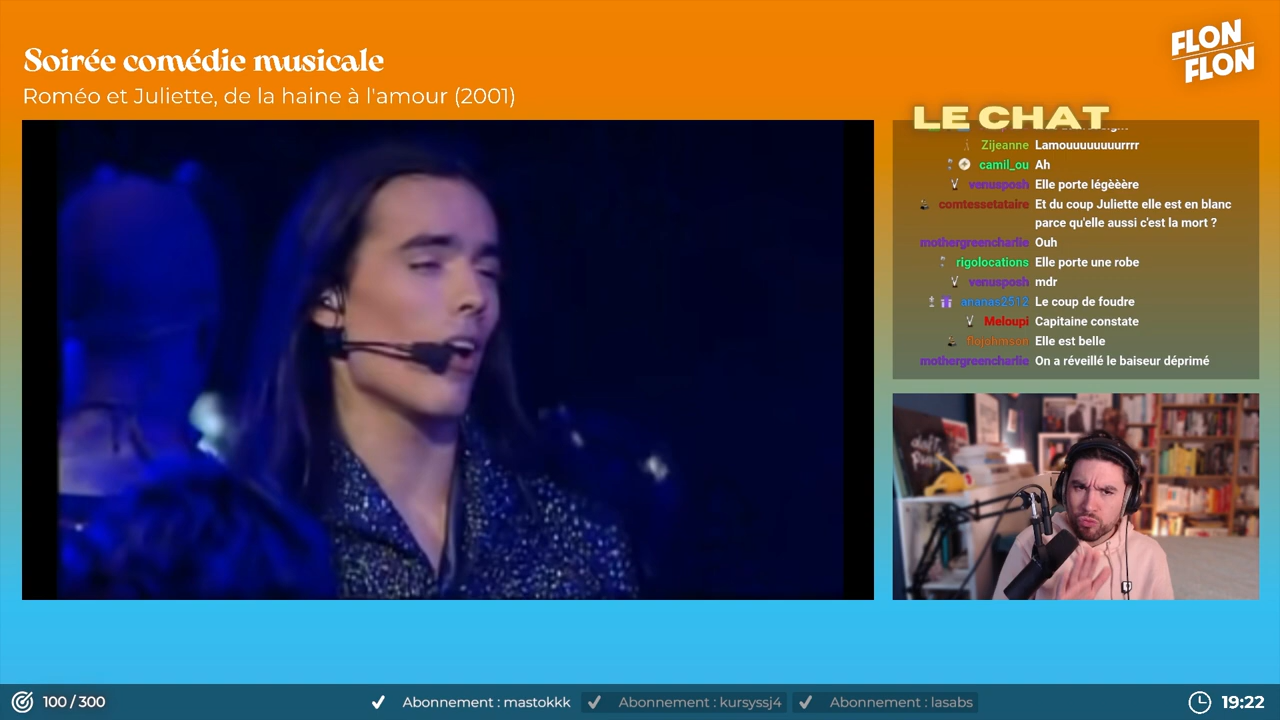 Soirée comédie musicale
Roméo et Juliette, de la haine à l'amour (2001)
FLON
FLON
LE CHAT
Zijeanne Lamouuuuuuuurrrr
camil_ou Ah
venusposh Elle porte légèèère
comtessetataire Et du coup Juliette elle est en blanc
parce qu'elle aussi c'est la mort ?
mothergreencharlie Ouh
rigolocations Elle porte une robe
venusposh mdr
ananas2512 Le coup de foudre
Meloupi Capitaine constate
flojohnson Elle est belle
mothergreencharlie On a réveillé le baiseur déprimé
100 / 300
Abonnement : mastokkk
Abonnement : kursyssj4
Abonnement : lasabs
19:22